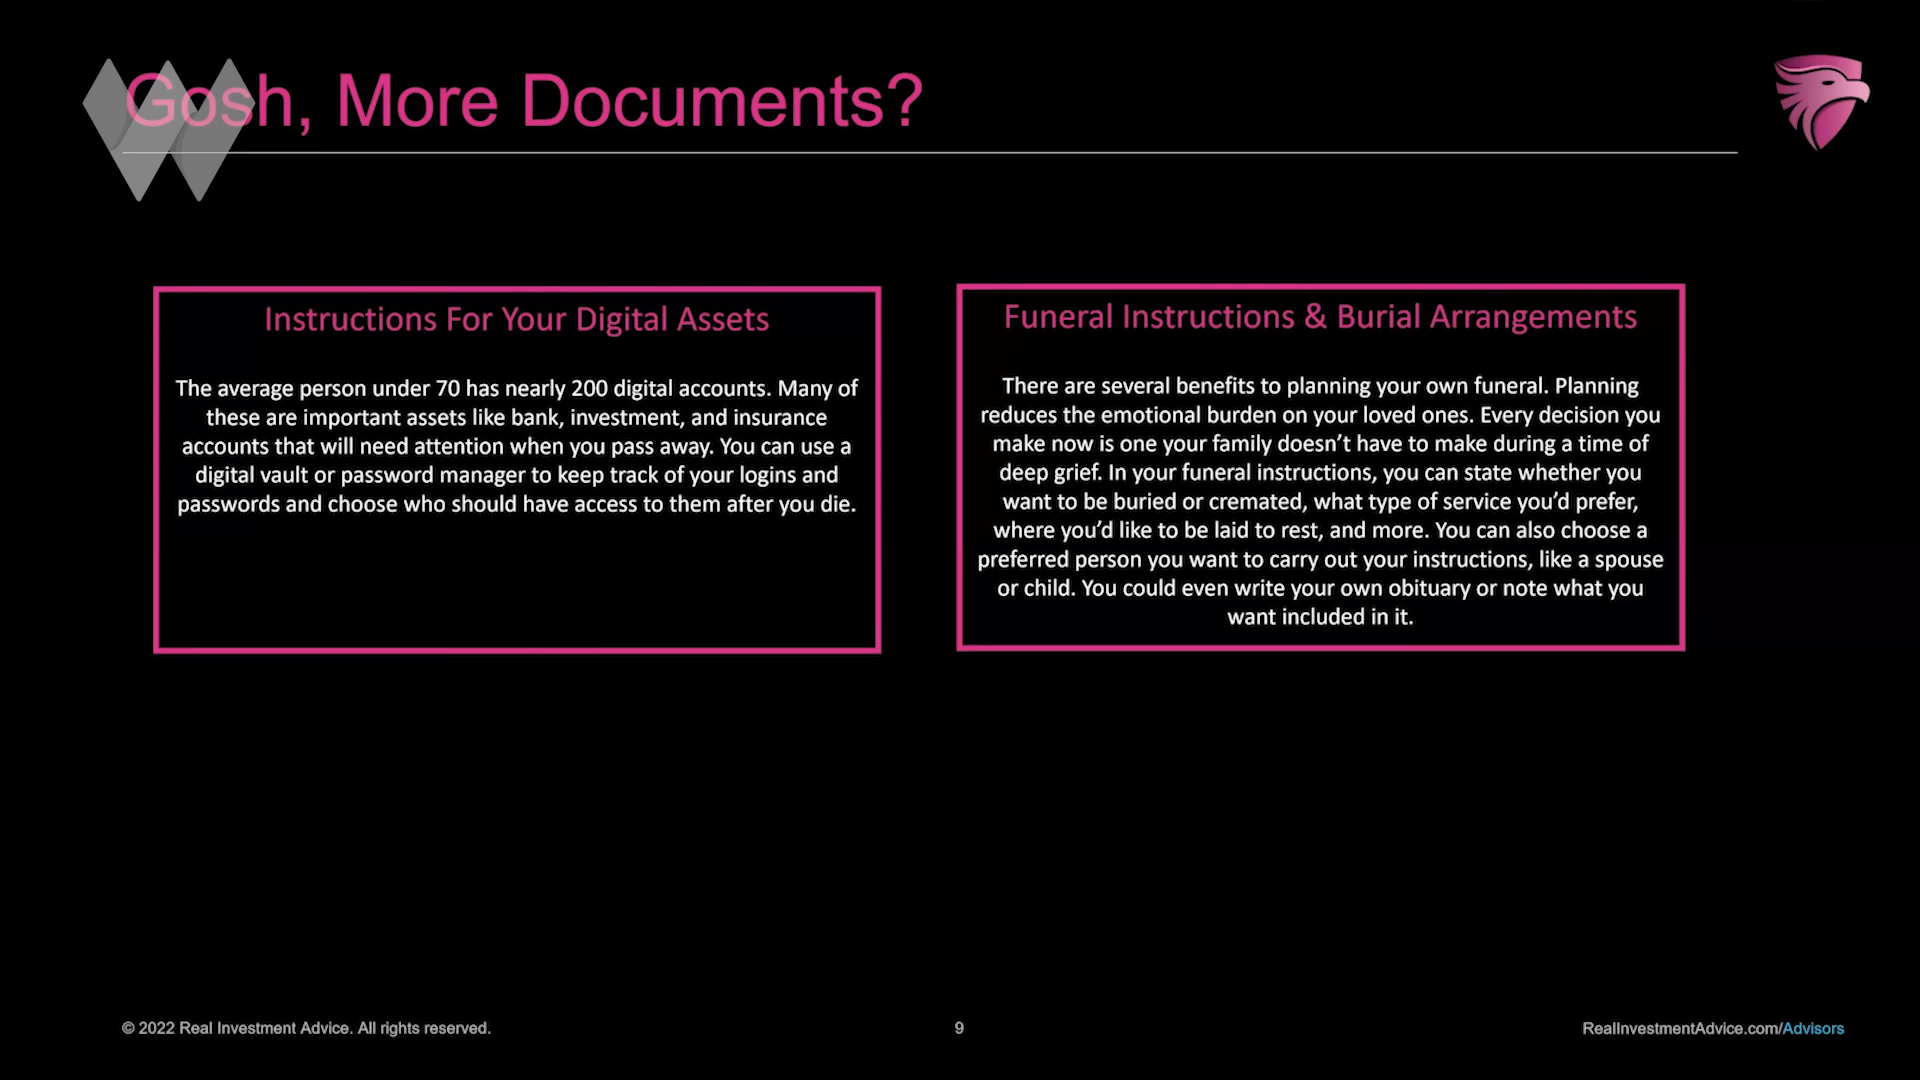 Gosh, More Documents?
Instructions For Your Digital Assets
The average person under 70 has nearly 200 digital accounts. Many of
these are important assets like bank, investment, and insurance
accounts that will need attention when you pass away. You can use a
digital vault or password manager to keep track of your logins and
passwords and choose who should have access to them after you die.
Funeral Instructions & Burial Arrangements
There are several benefits to planning your own funeral. Planning
reduces the emotional burden on your loved ones. Every decision you
make now is one your family doesn’t have to make during a time of
deep grief. In your funeral instructions, you can state whether you
want to be buried or cremated, what type of service you’d prefer,
where you’d like to be laid to rest, and more. You can also choose a
preferred person you want to carry out your instructions, like a spouse
or child. You could even write your own obituary or note what you
want included in it.
© 2022 Real Investment Advice. All rights reserved.
9
RealInvestmentAdvice.com/Advisors